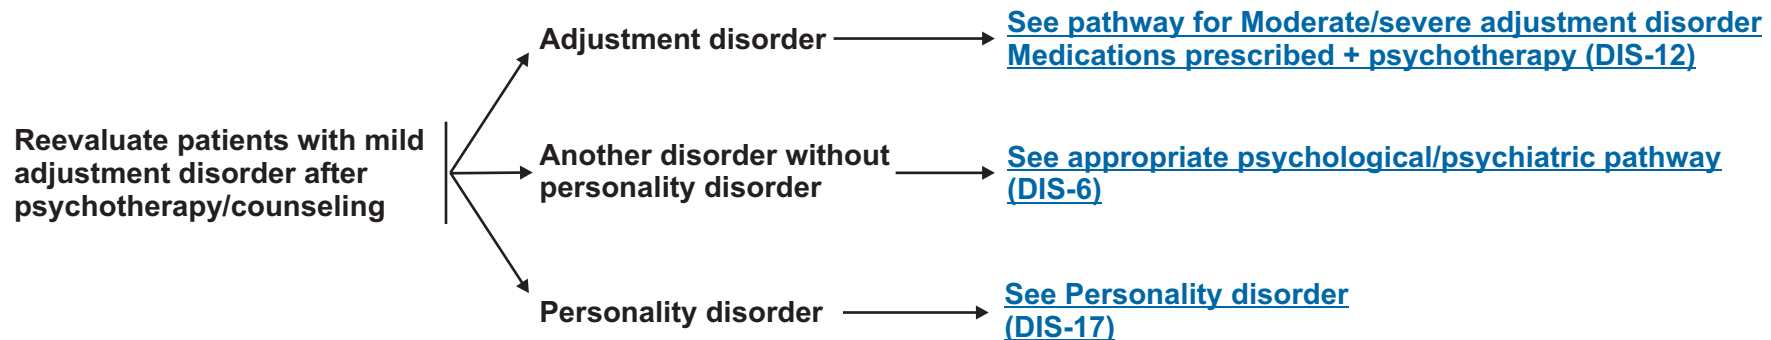 Reevaluate patients with mild
adjustment disorder after
psychotherapy/counseling
Adjustment disorder
See pathway for Moderate/severe adjustment disorder
Medications prescribed + psychotherapy (DIS-12)
Another disorder without
personality disorder
See appropriate psychological/psychiatric pathway
(DIS-6)
Personality disorder
See Personality disorder
(DIS-17)